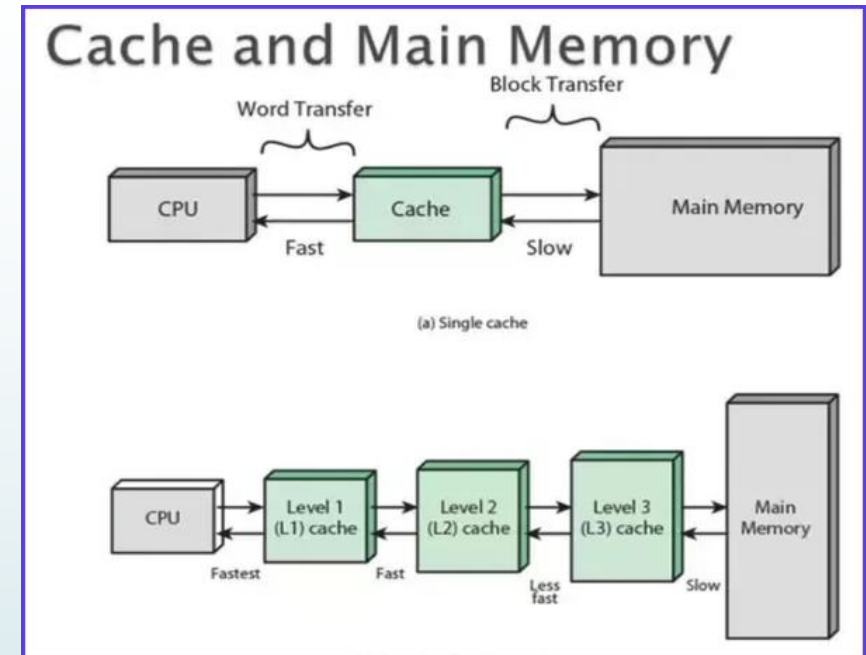 Cache and Main Memory
Block Transfer
Word Transfer
CPU
Cache
Main Memory
Fast
Slow
(a) Single cache
CPU
Level 1
(L1) cache
Level 2
(L2) cache
Level 3
(L3) cache
Main
Memory
Fastest
Fast
Less
fast
Slow